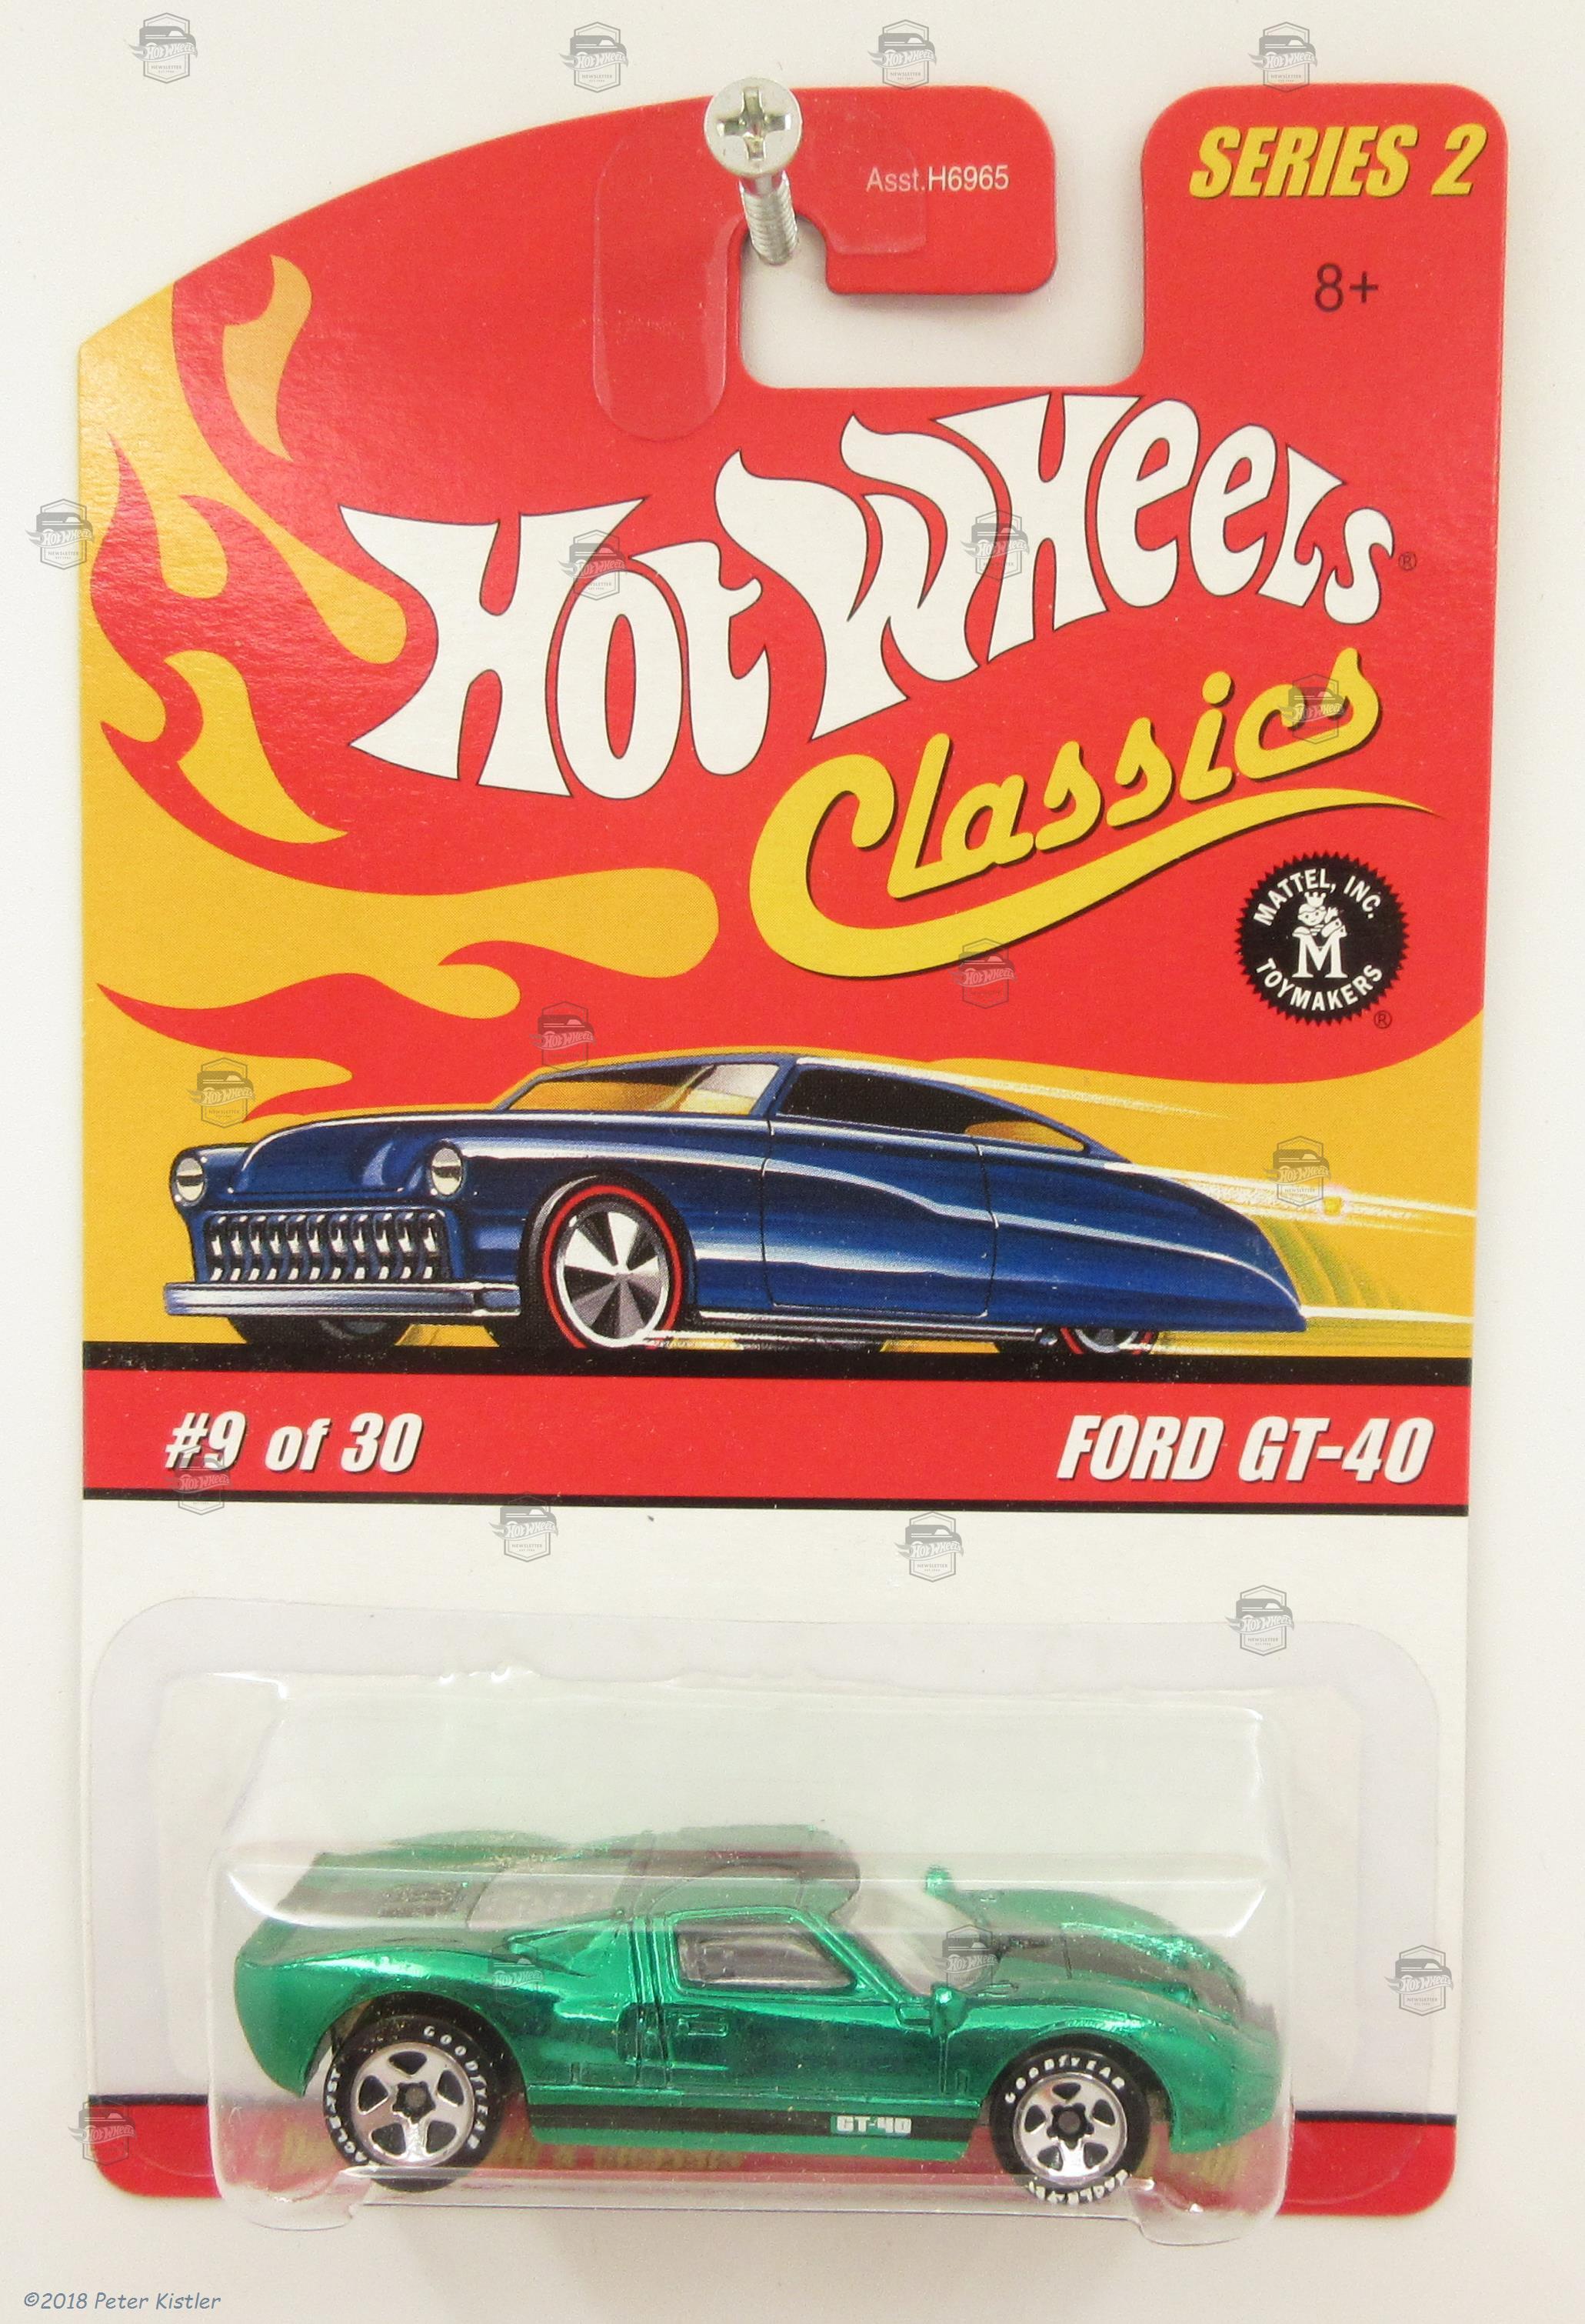 Asst.H6965
SERIES 2
8+
HOT WHEELS®
Classics
MATTEL, INC.
M
TOYMAKERS
®
#9 of 30
FORD GT-40
GOODYEAR
GOODYEAR
GT-40
©2018 Peter Kistler